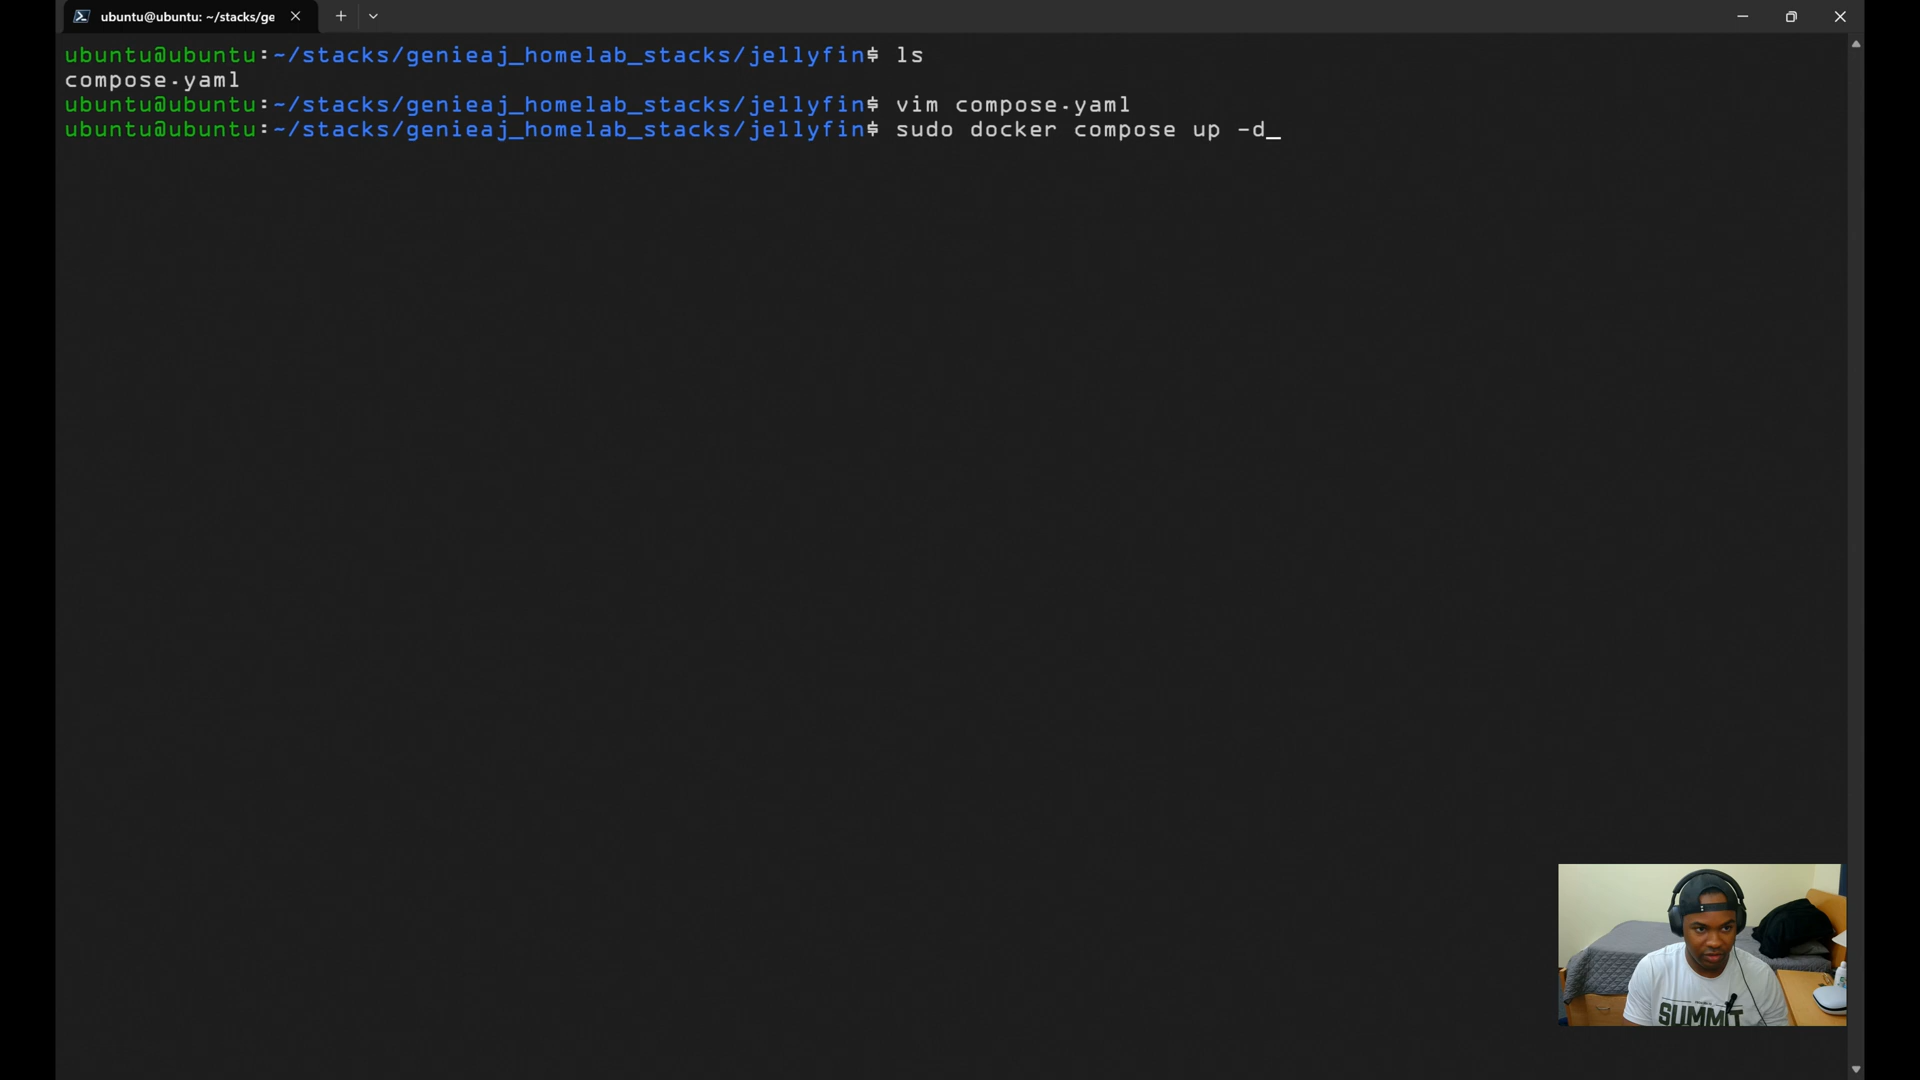 ubuntu@ubuntu: ~/stacks/ge
ubuntu@ubuntu:~/stacks/genieaj_homelab_stacks/jellyfin$ ls
compose.yaml
ubuntu@ubuntu:~/stacks/genieaj_homelab_stacks/jellyfin$ vim compose.yaml
ubuntu@ubuntu:~/stacks/genieaj_homelab_stacks/jellyfin$ sudo docker compose up -d_
SUMMIT